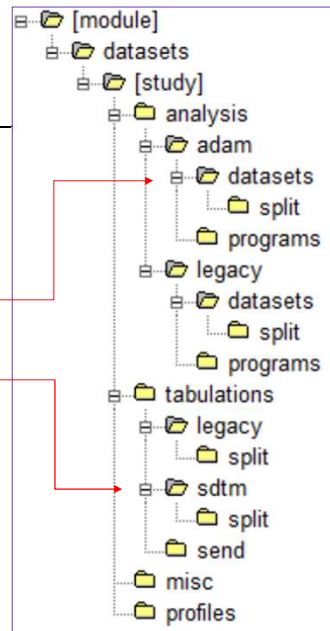 [module]
datasets
[study]
analysis
adam
datasets
split
programs
legacy
datasets
split
programs
tabulations
legacy
split
sdtm
split
send
misc
profiles